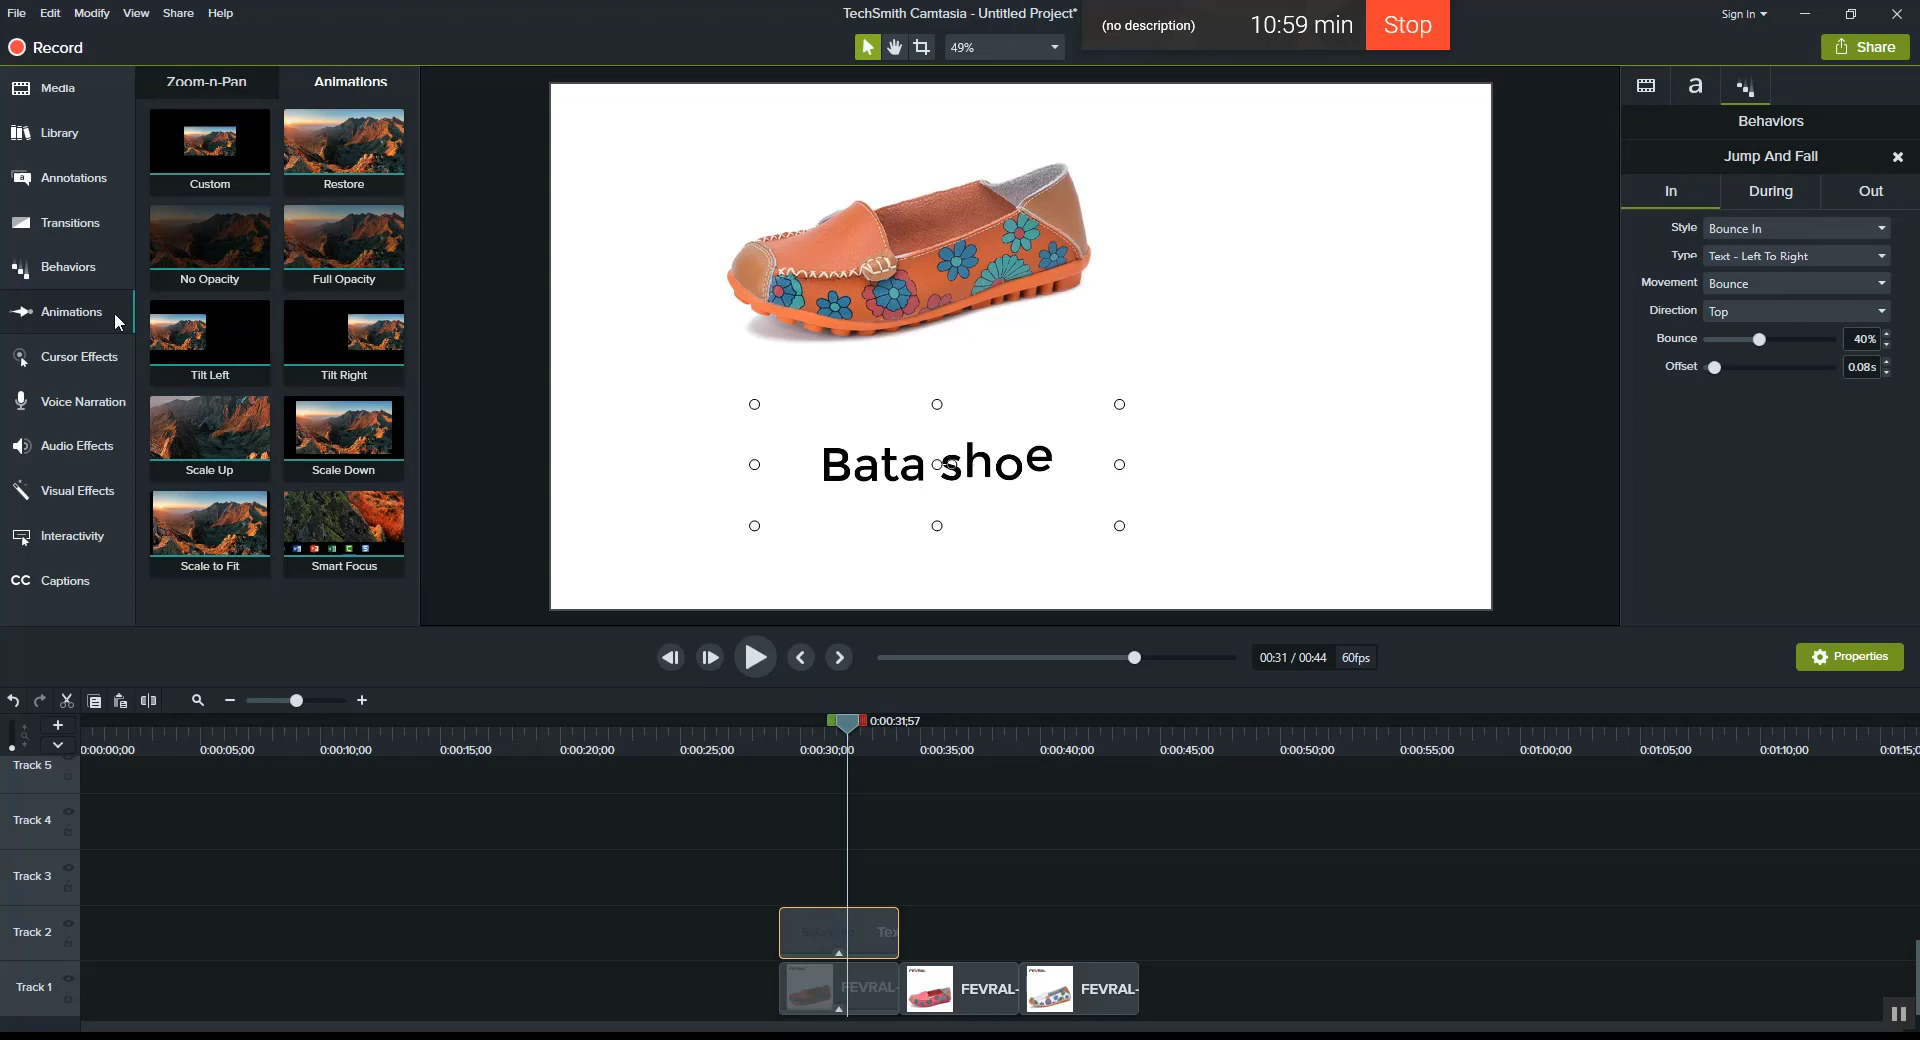 File Edit Modify View Share Help
TechSmith Camtasia - Untitled Project*
(no description) 10:59 min Stop
Sign In
Record
49%
Share
Media
Library
Annotations
Transitions
Behaviors
Animations
Cursor Effects
Voice Narration
Audio Effects
Visual Effects
Interactivity
CC Captions
Zoom-n-Pan Animations
Custom Restore
No Opacity Full Opacity
Tilt Left Tilt Right
Scale Up Scale Down
Scale to Fit Smart Focus
Bata shoe
a
Behaviors
Jump And Fall
In During Out
Style Bounce In
Type Text - Left To Right
Movement Bounce
Direction Top
Bounce 40%
Offset 0.08s
00:31 / 00:44 60fps
Properties
0:00:31;57
0:00:00;00 0:00:05;00 0:00:10;00 0:00:15;00 0:00:20;00 0:00:25;00 0:00:30;00 0:00:35;00 0:00:40;00 0:00:45;00 0:00:50;00 0:00:55;00 0:01:00;00 0:01:05;00 0:01:10;00 0:01:15;0
Track 5
Track 4
Track 3
Track 2
Track 1 FEVRAL- FEVRAL- FEVRAL-